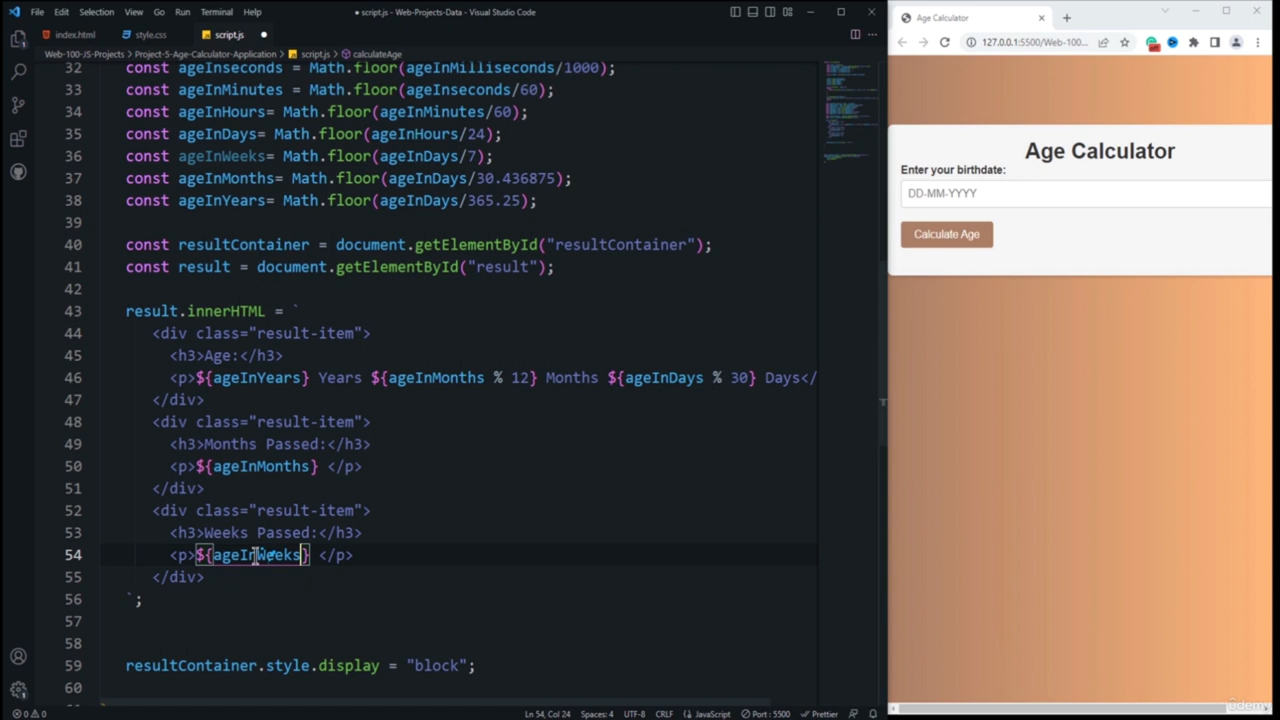 File Edit Selection View Go Run Terminal Help
● script.js - Web-Projects-Data - Visual Studio Code
index.html style.css script.js
Web-100-JS-Projects > Project-5-Age-Calculator-Application > script.js > calculateAge
32 const ageInseconds = Math.floor(ageInMilliseconds/1000);
33 const ageInMinutes = Math.floor(ageInseconds/60);
34 const ageInHours= Math.floor(ageInMinutes/60);
35 const ageInDays= Math.floor(ageInHours/24);
36 const ageInWeeks= Math.floor(ageInDays/7);
37 const ageInMonths= Math.floor(ageInDays/30.436875);
38 const ageInYears= Math.floor(ageInDays/365.25);
39
40 const resultContainer = document.getElementById("resultContainer");
41 const result = document.getElementById("result");
42
43 result.innerHTML = `
44 <div class="result-item">
45 <h3>Age:</h3>
46 <p>${ageInYears} Years ${ageInMonths % 12} Months ${ageInDays % 30} Days</
47 </div>
48 <div class="result-item">
49 <h3>Months Passed:</h3>
50 <p>${ageInMonths} </p>
51 </div>
52 <div class="result-item">
53 <h3>Weeks Passed:</h3>
54 <p>${ageInWeeks} </p>
55 </div>
56 `;
57
58
59 resultContainer.style.display = "block";
60
0 0
Ln 54, Col 24 Spaces: 4 UTF-8 CRLF {} JavaScript Port : 5500 Prettier
Age Calculator
127.0.0.1:5500/Web-100...
Age Calculator
Enter your birthdate:
DD-MM-YYYY
Calculate Age
ûdemy